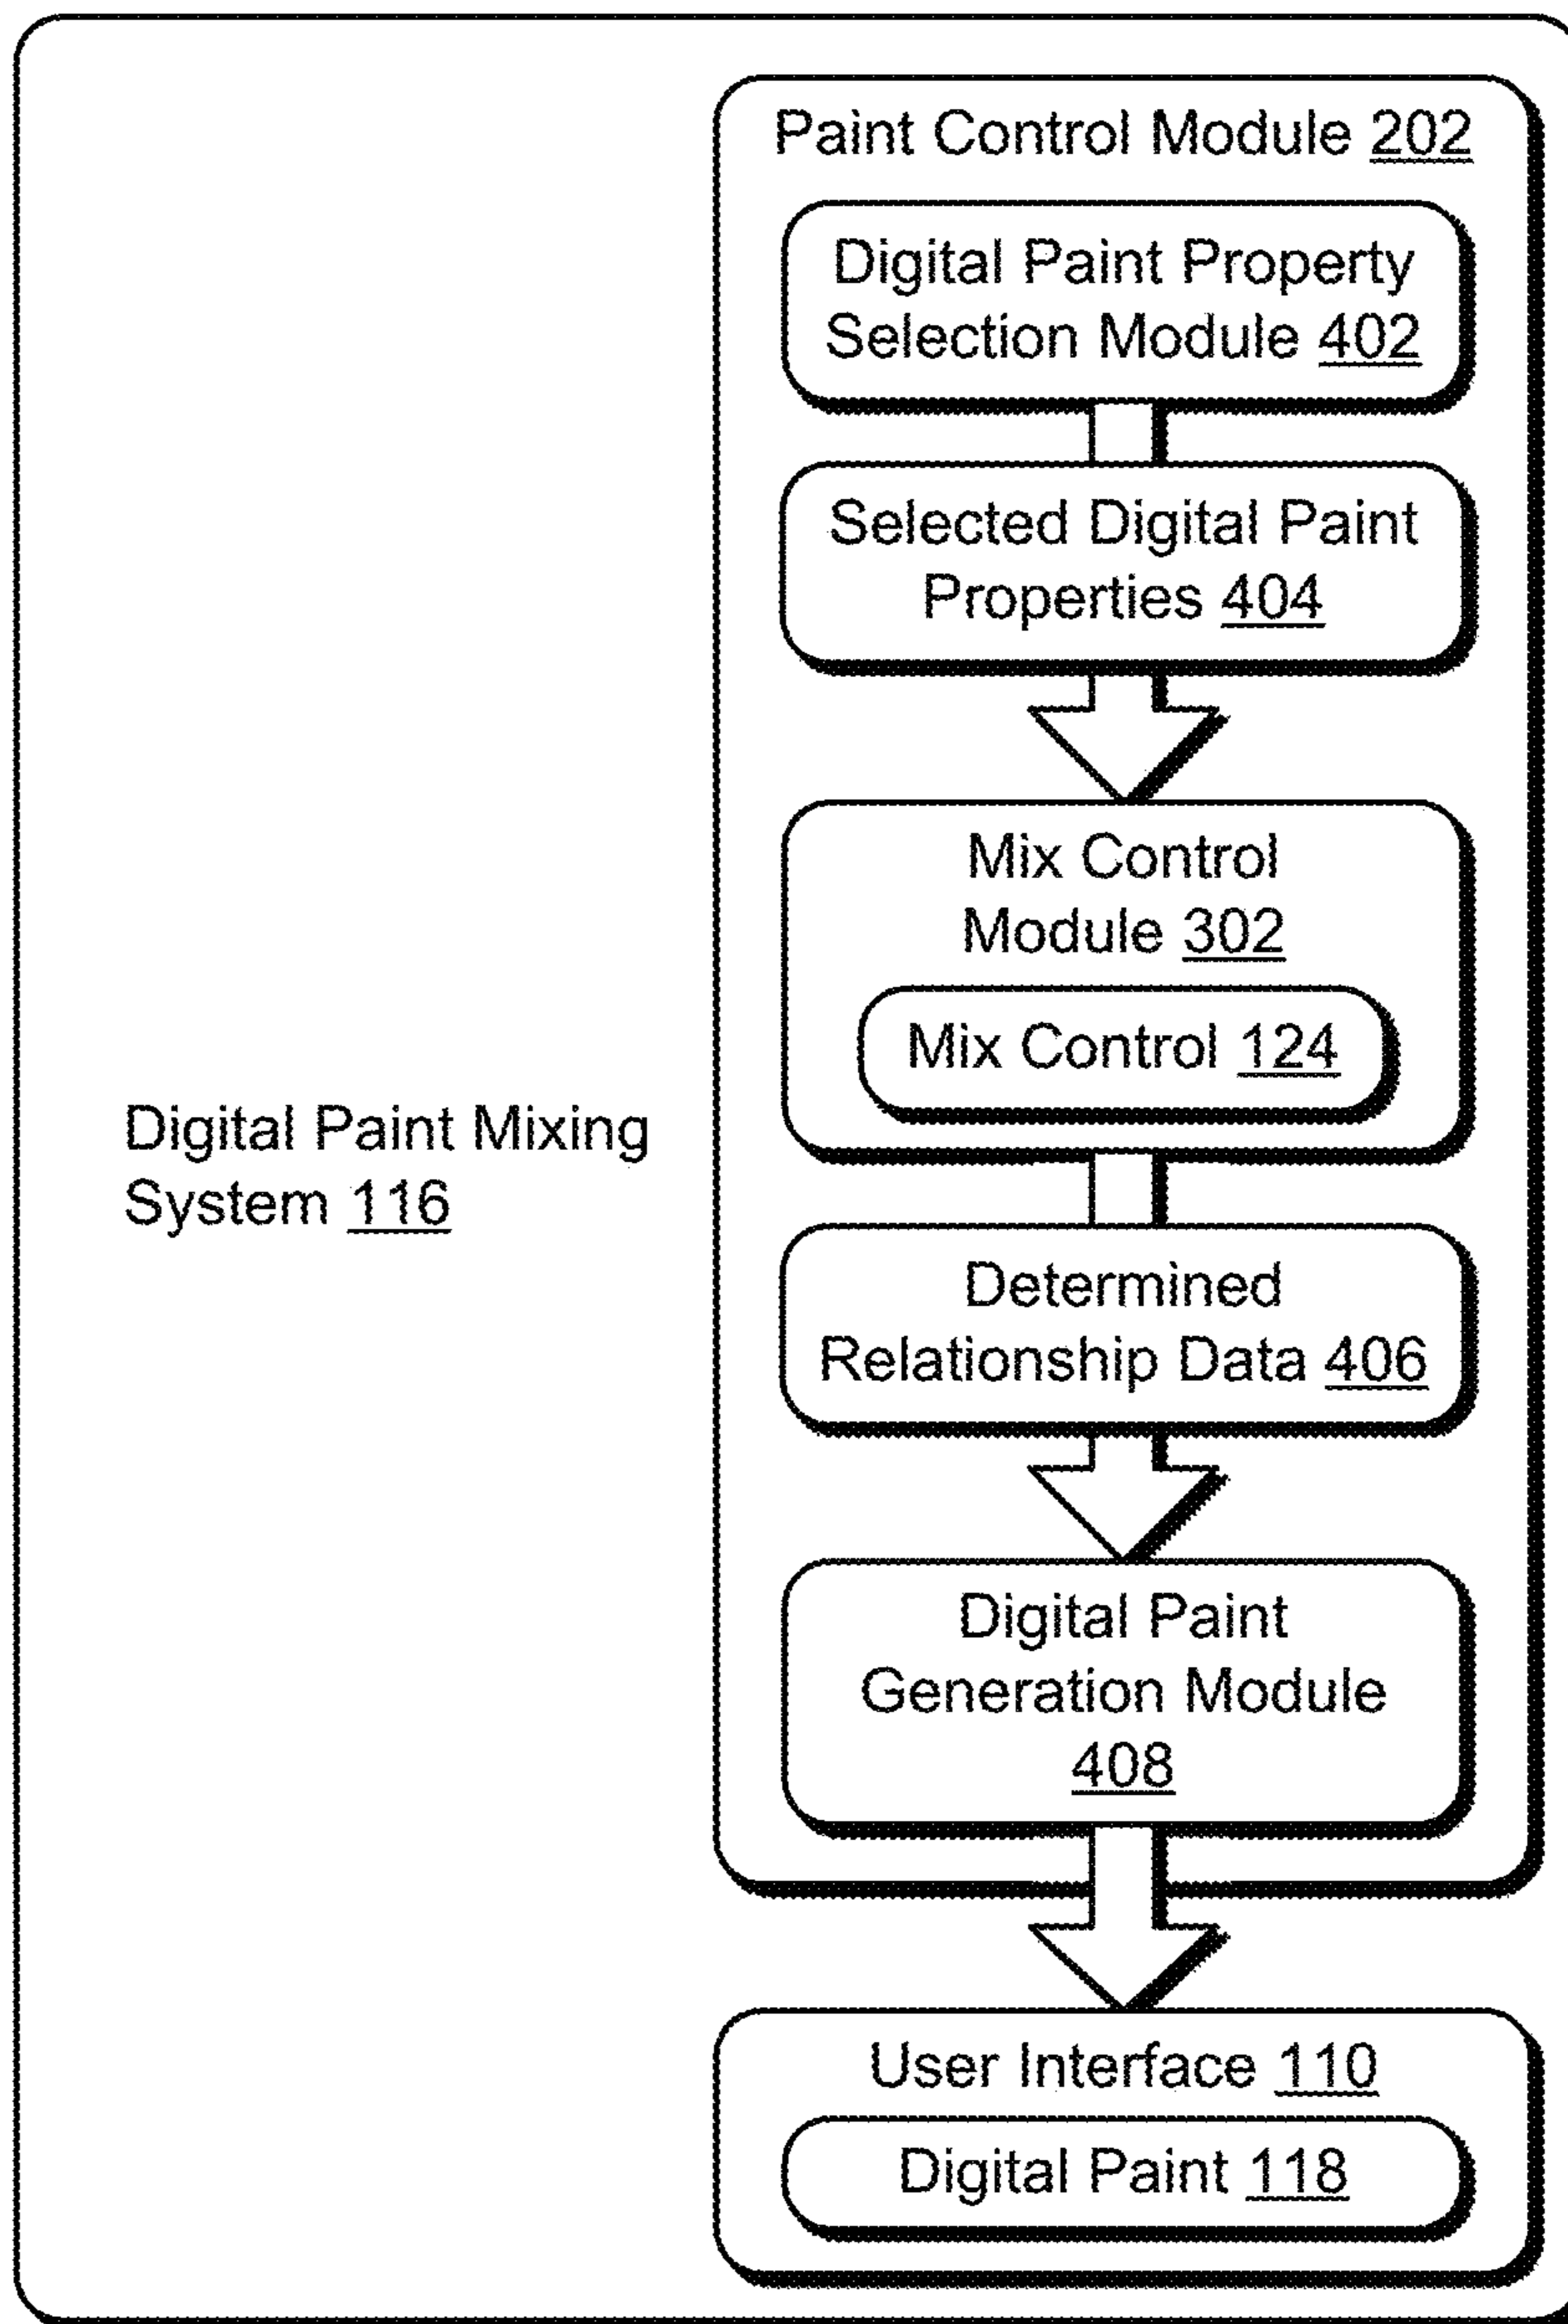 Paint Control Module 202
Digital Paint Property
Selection Module 402
Selected Digital Paint
Properties 404
Mix Control
Module 302
Mix Control 124
Digital Paint Mixing
System 116
Determined
Relationship Data 406
Digital Paint
Generation Module
408
User Interface 110
Digital Paint 118